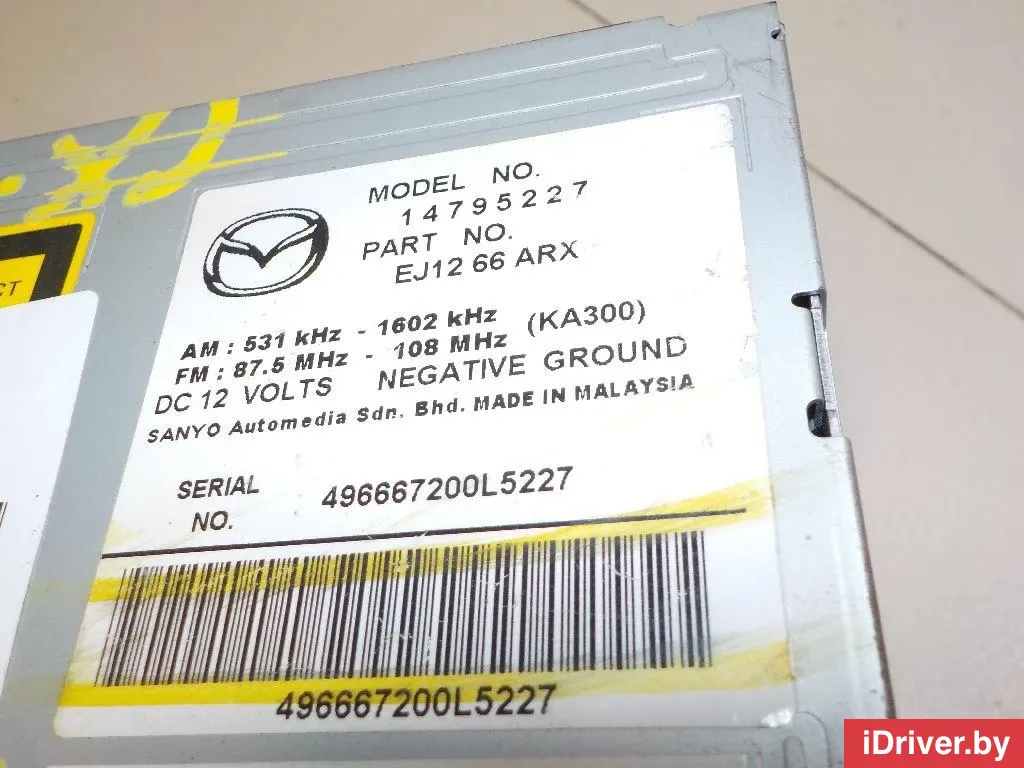 MODEL NO.
14795227
PART NO.
EJ12 66 ARX
AM : 531 kHz - 1602 kHz
FM : 87.5 MHz - 108 MHz (KA300)
DC 12 VOLTS NEGATIVE GROUND
SANYO Automedia Sdn. Bhd. MADE IN MALAYSIA
SERIAL NO. 496667200L5227
496667200L5227
CT
iDriver.by